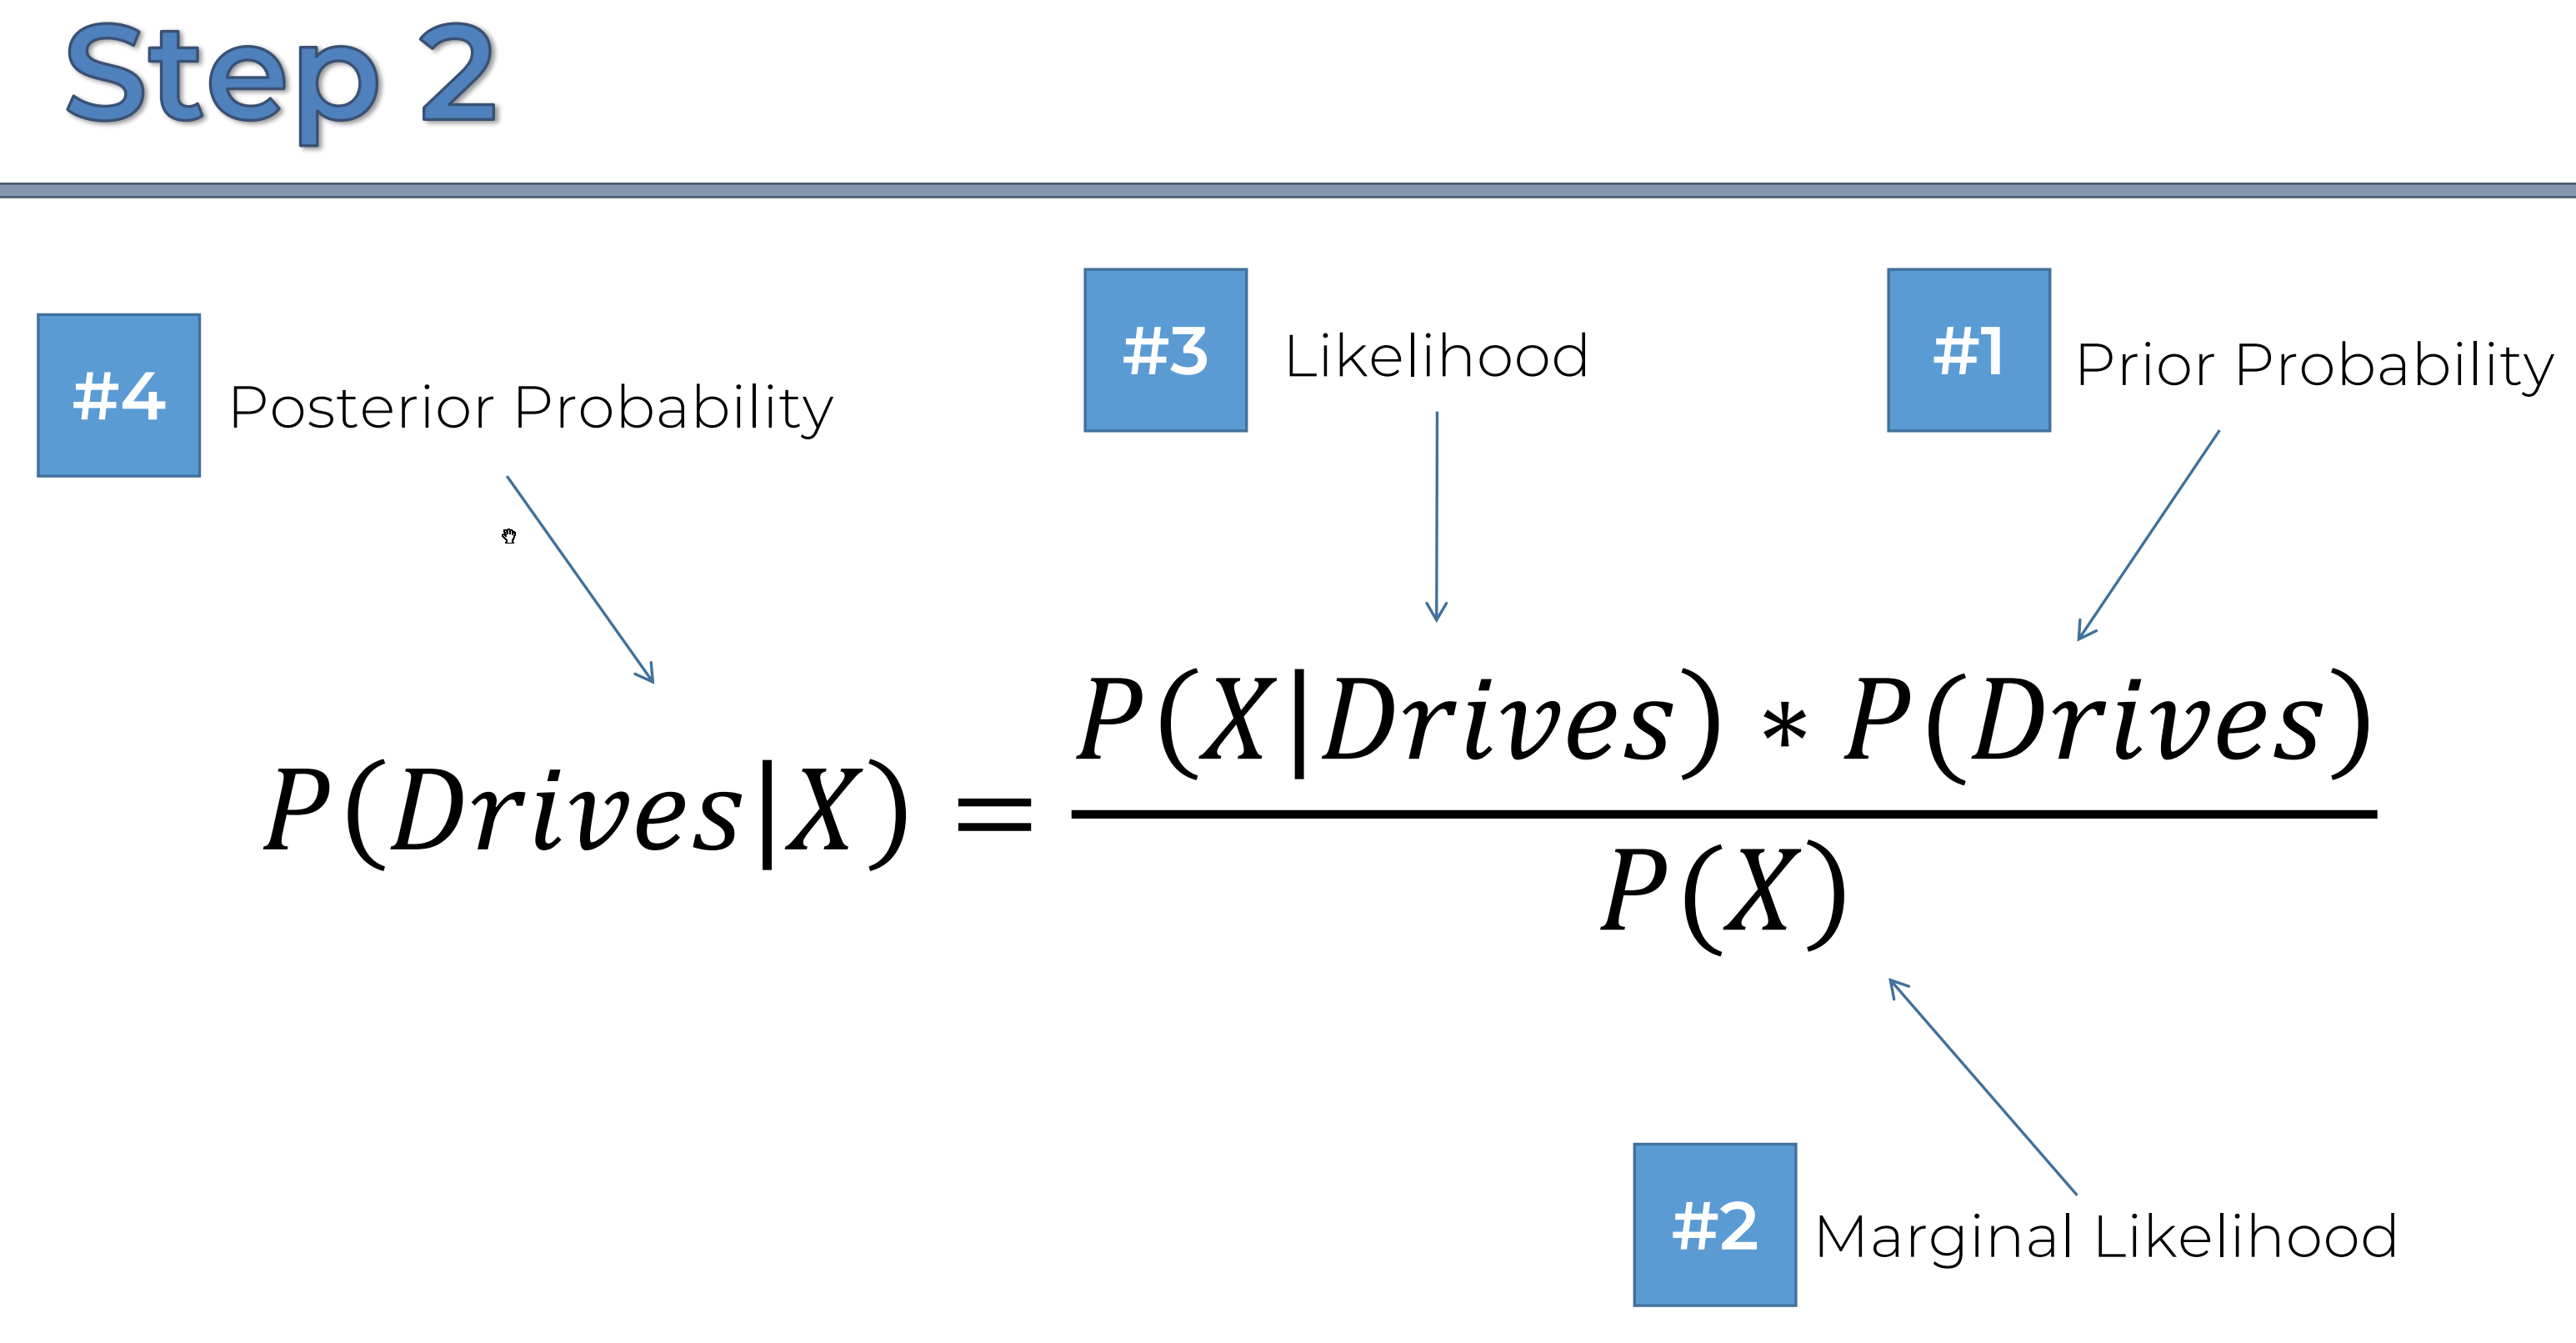 Step 2
#4 Posterior Probability
#3 Likelihood
#1 Prior Probability
P(Drives|X) = P(X|Drives) * P(Drives)
P(X)
#2 Marginal Likelihood